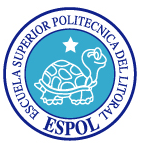 ESCUELA SUPERIOR POLITECNICA DEL LITORAL
ESPOL